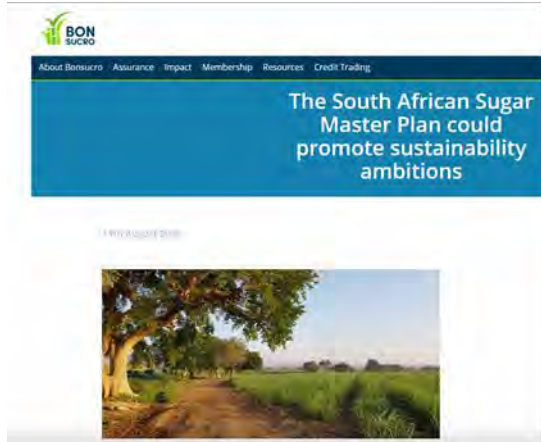 BON
SUCRO
About Bonsucro Assurance Impact Membership Resources Credit Trading
The South African Sugar
Master Plan could
promote sustainability
ambitions
August